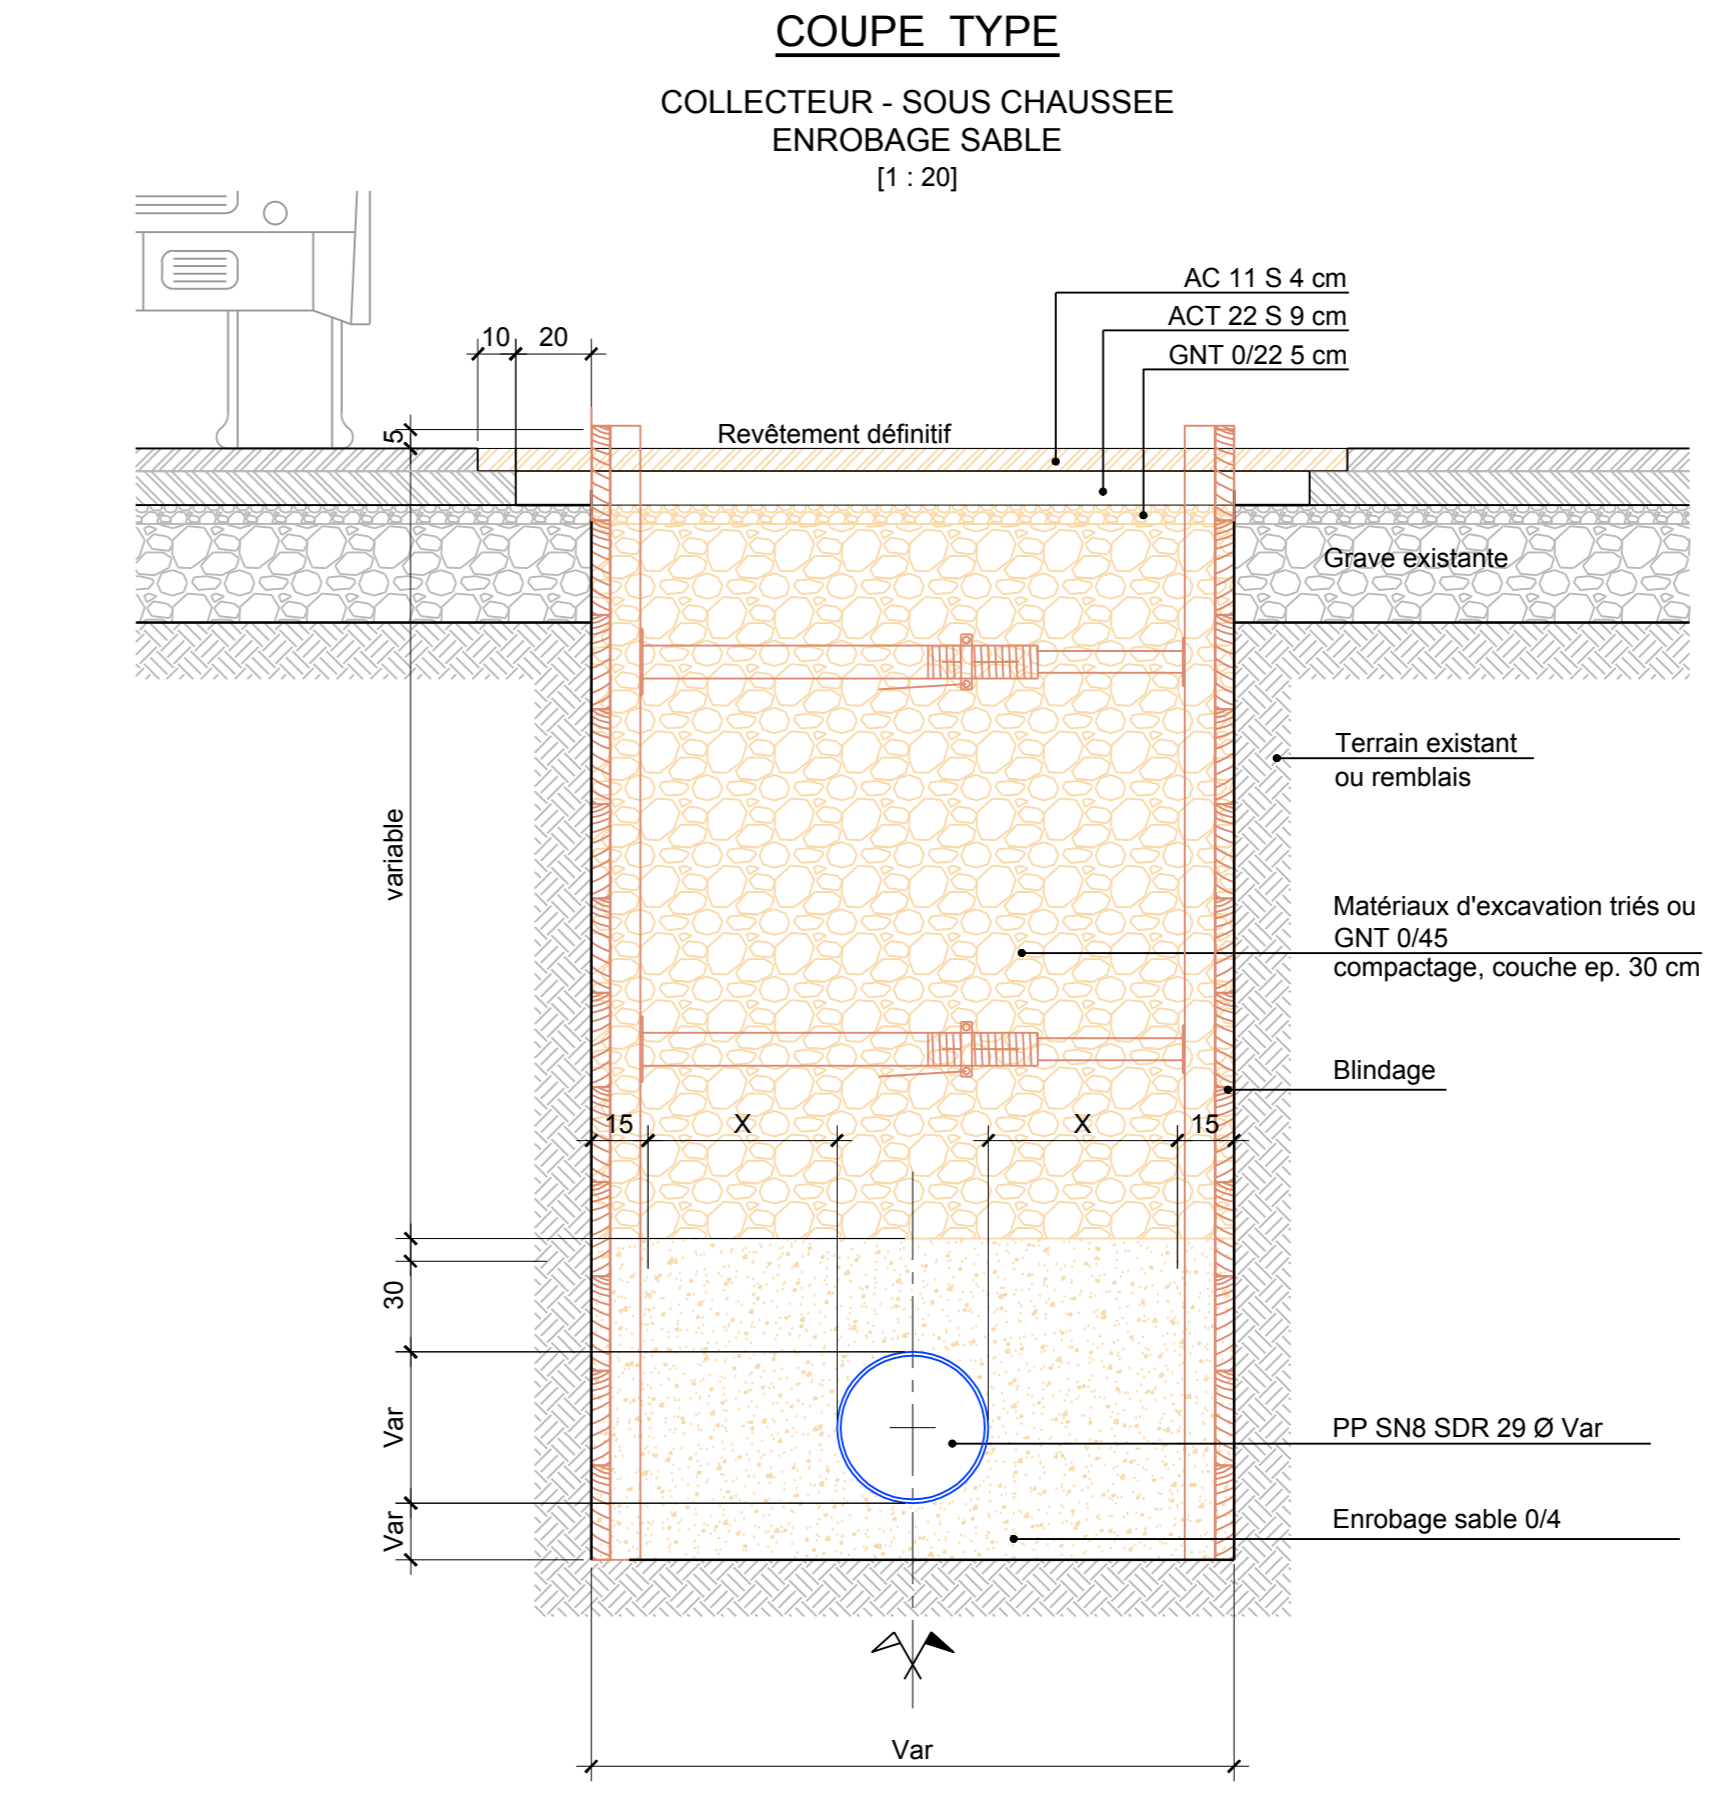 COUPE TYPE
COLLECTEUR - SOUS CHAUSSEE
ENROBAGE SABLE
[1 : 20]
AC 11 S 4 cm
ACT 22 S 9 cm
GNT 0/22 5 cm
10
20
5
Revêtement définitif
Grave existante
Terrain existant
ou remblais
variable
Matériaux d'excavation triés ou
GNT 0/45
compactage, couche ep. 30 cm
Blindage
15
X
X
15
30
Var
PP SN8 SDR 29 Ø Var
Enrobage sable 0/4
Var
Var